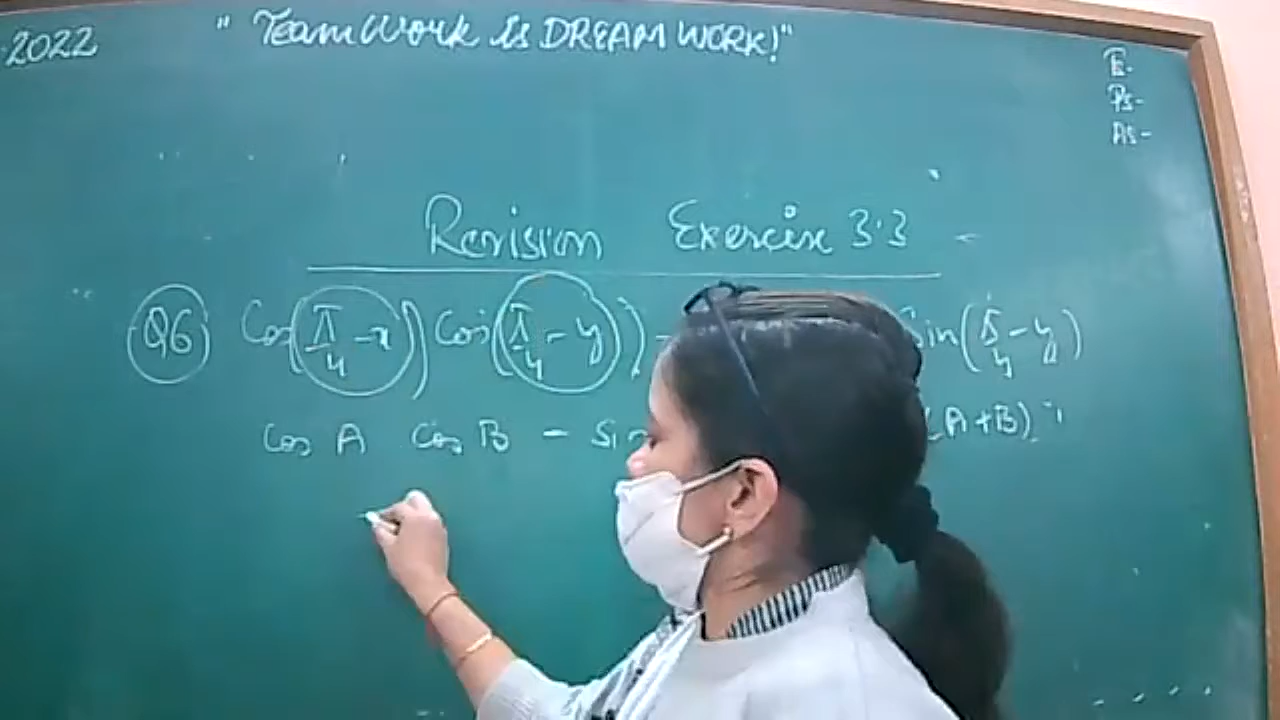 2022 "TeamWork is DREAM WORK!"
E-
Ps-
As-
Revision Exercise 3.3
Q6 Cos(π/4-x) Cos(π/4-y) - Sin(π/4-y)
Cos A Cos B - Sin (A+B)